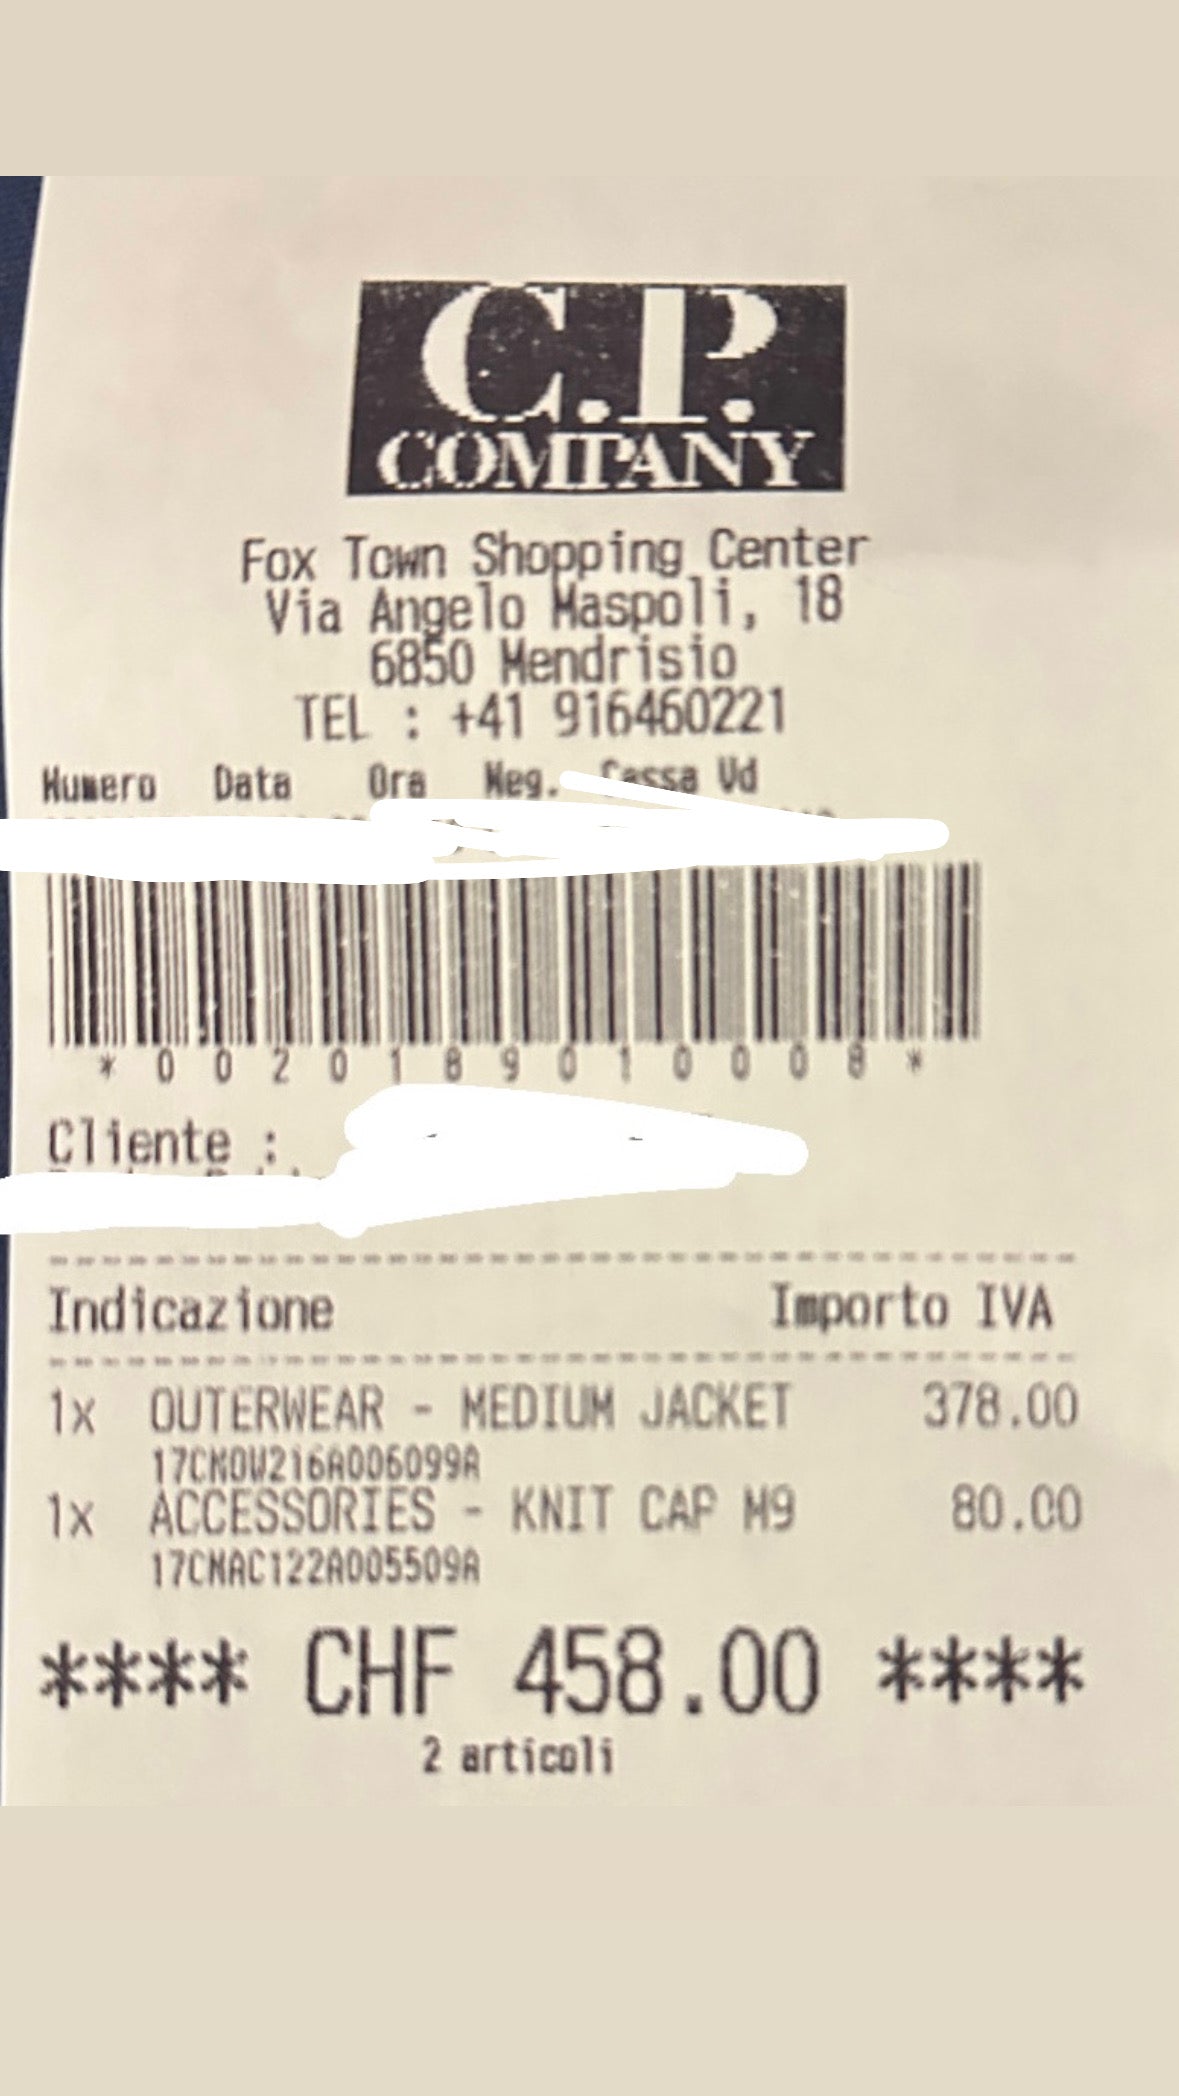 C.P.
COMPANY
Fox Town Shopping Center
Via Angelo Maspoli, 18
6850 Mendrisio
TEL : +41 916460221
Numero Data Ora Neg. Cassa Vd
*0020189010008*
Cliente :
Indicazione Importo IVA
1x OUTERWEAR - MEDIUM JACKET 378.00
17CMOW216A006099A
1x ACCESSORIES - KNIT CAP M9 80.00
17CMAC122A005509A
**** CHF 458.00 ****
2 articoli